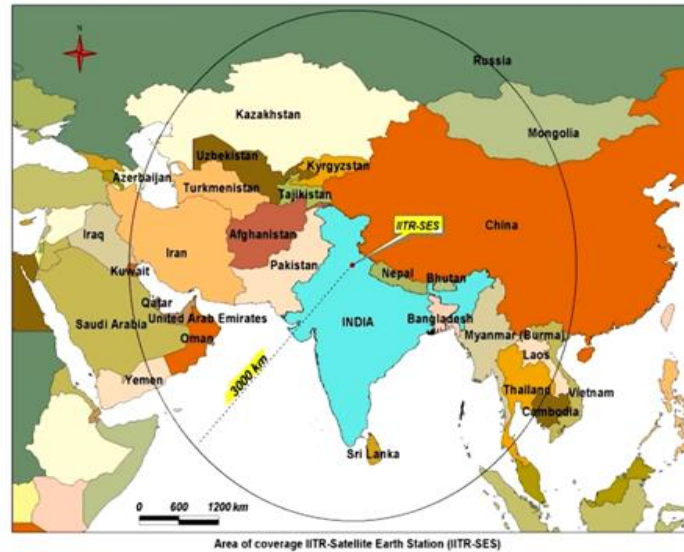 N
Russia
Kazakhstan
Mongolia
Uzbekistan
Kyrgyzstan
Azerbaijan
Turkmenistan
Tajikistan
IITR-SES
China
Iraq
Iran
Afghanistan
Pakistan
Kuwait
Nepal
Bhutan
Qatar
United Arab Emirates
Saudi Arabia
Oman
INDIA
Bangladesh
Myanmar (Burma)
Laos
Yemen
3000 km
Thailand
Vietnam
Cambodia
Sri Lanka
0 600 1200 km
Area of coverage IITR-Satellite Earth Station (IITR-SES)